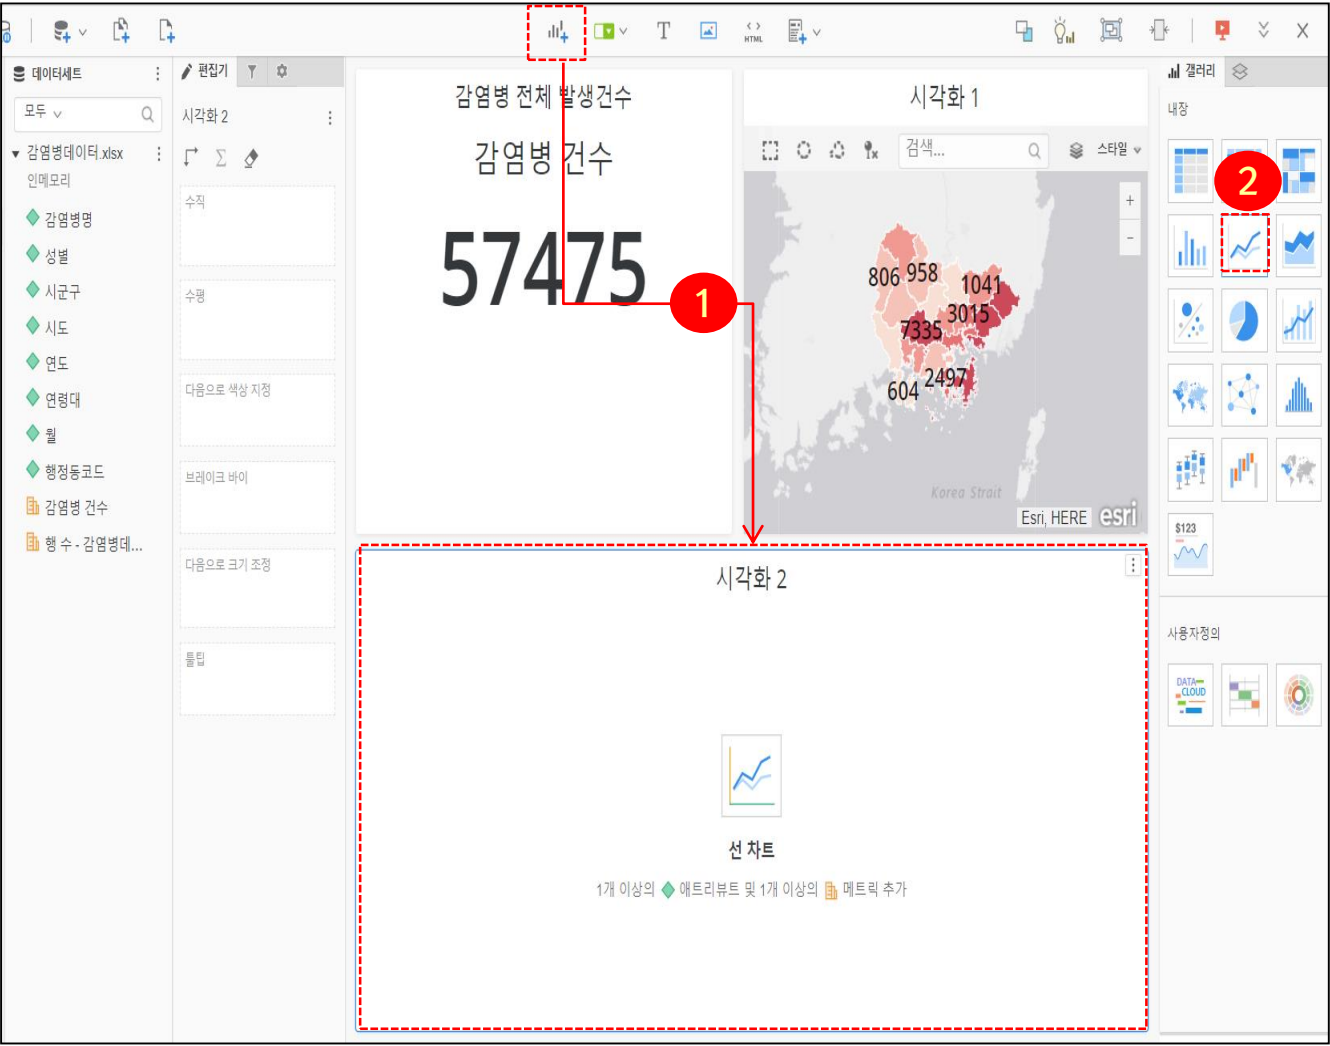 T
HTML
데이터세트
편집기
모두
시각화 2
감염병데이터.xlsx
인메모리
감염병명
성별
시군구
시도
연도
연령대
월
행정동코드
감염병 건수
행 수 - 감염병데...
수직
수평
다음으로 색상 지정
브레이크 바이
다음으로 크기 조정
툴팁
감염병 전체 발생건수
감염병 건수
57475
1
시각화 1
검색...
스타일
+
-
806
958
1041
3015
7335
2497
604
Korea Strait
Esri, HERE
esri
시각화 2
선 차트
1개 이상의 애트리뷰트 및 1개 이상의 메트릭 추가
갤러리
내장
2
$123
사용자정의
DATA
CLOUD